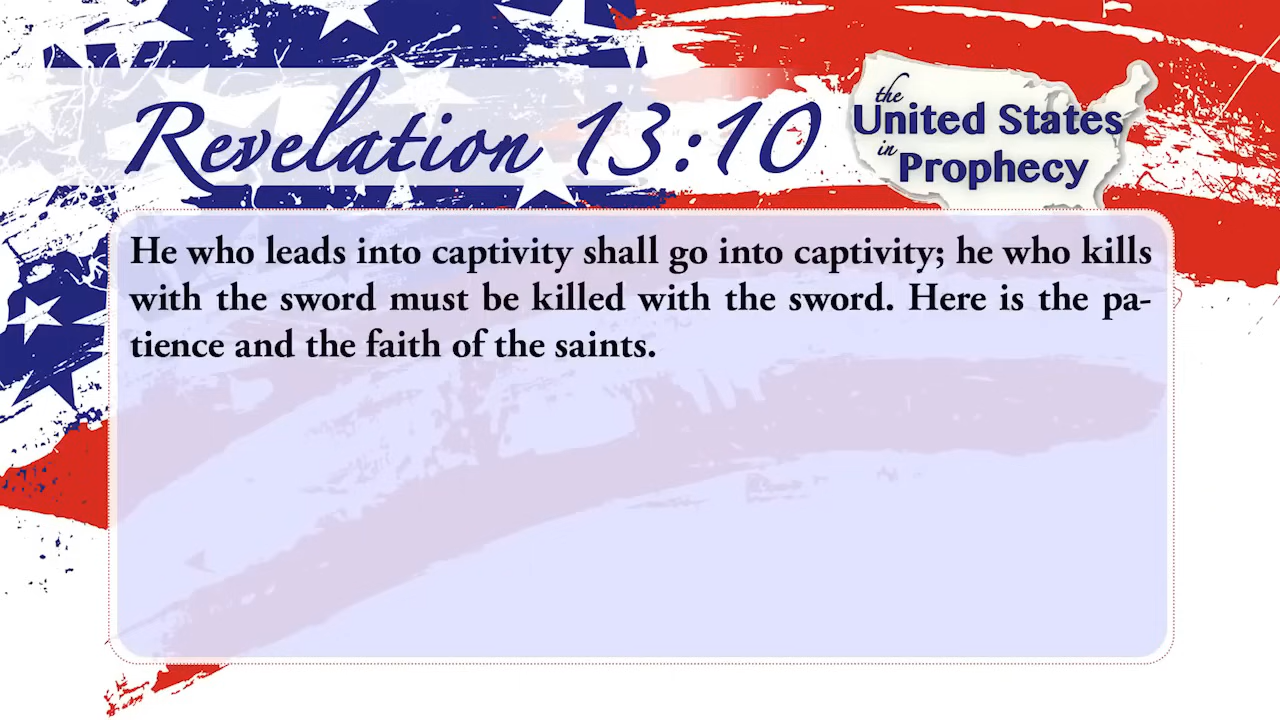 Revelation 13:10
the
United States
in
Prophecy
He who leads into captivity shall go into captivity; he who kills
with the sword must be killed with the sword. Here is the pa-
tience and the faith of the saints.